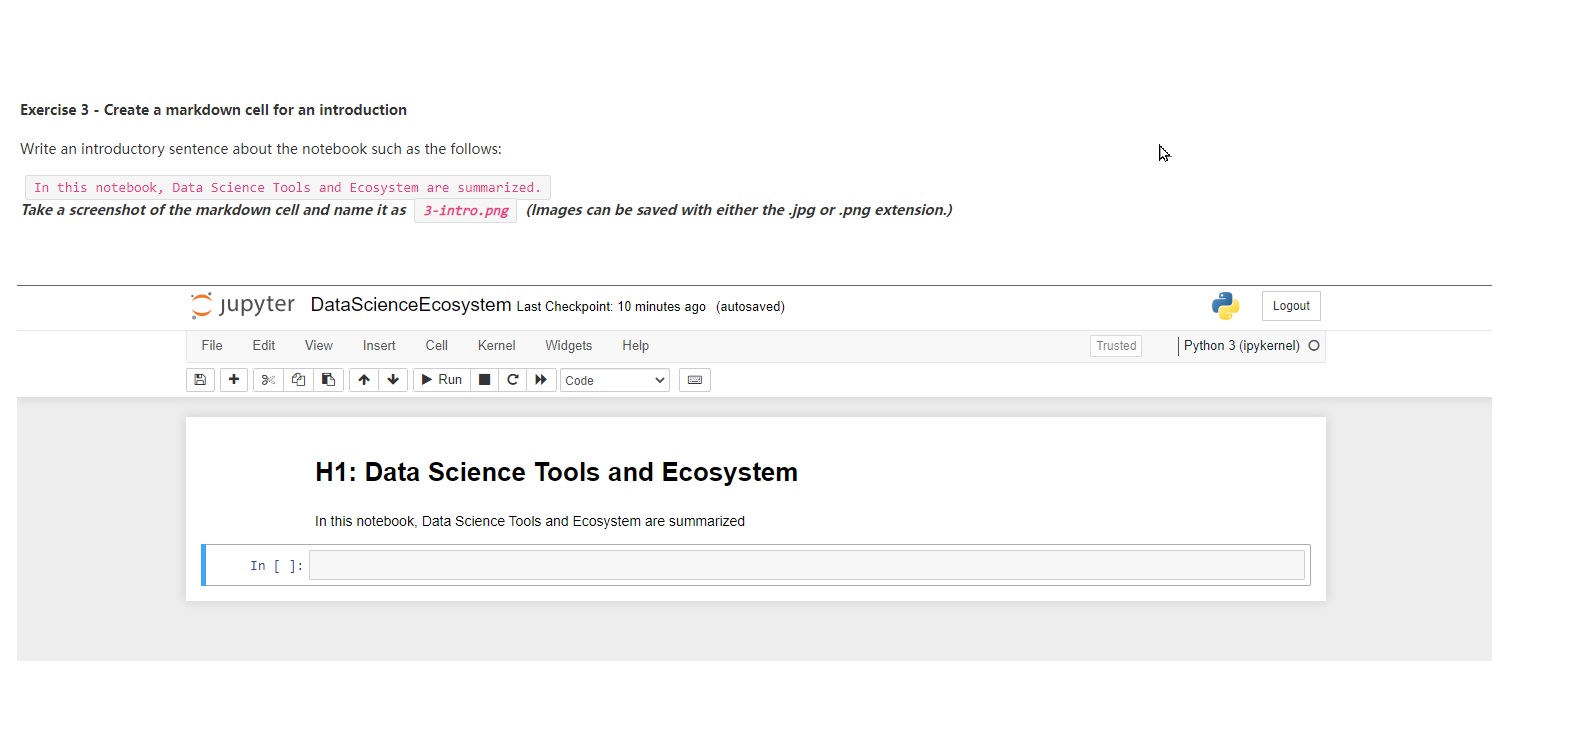 Exercise 3 - Create a markdown cell for an introduction
Write an introductory sentence about the notebook such as the follows:
In this notebook, Data Science Tools and Ecosystem are summarized.
Take a screenshot of the markdown cell and name it as 3-intro.png (Images can be saved with either the .jpg or .png extension.)
jupyter DataScienceEcosystem Last Checkpoint: 10 minutes ago (autosaved) Logout
File Edit View Insert Cell Kernel Widgets Help Trusted Python 3 (ipykernel)
Run Code
H1: Data Science Tools and Ecosystem
In this notebook, Data Science Tools and Ecosystem are summarized
In [ ]: